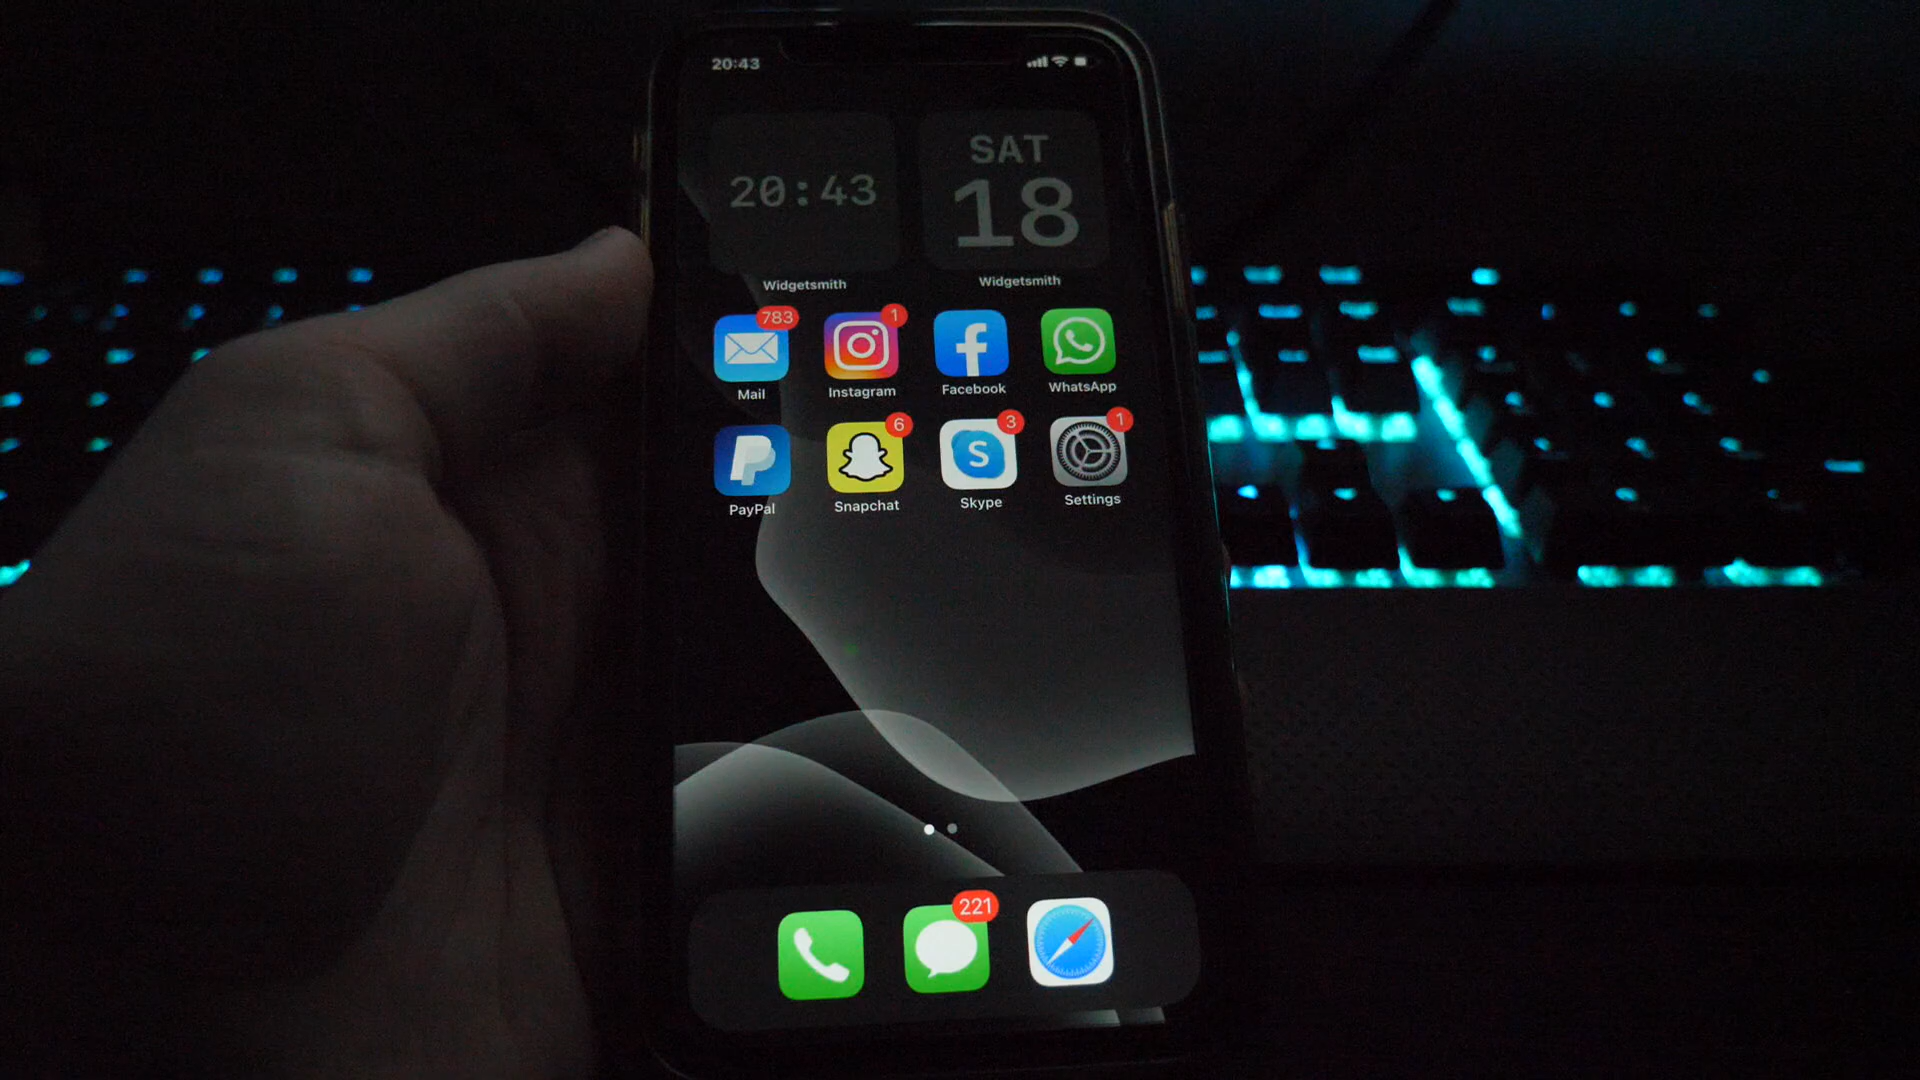 20:43
20:43
SAT
18
Widgetsmith
Widgetsmith
783
1
Mail
Instagram
Facebook
WhatsApp
6
3
1
PayPal
Snapchat
Skype
Settings
221